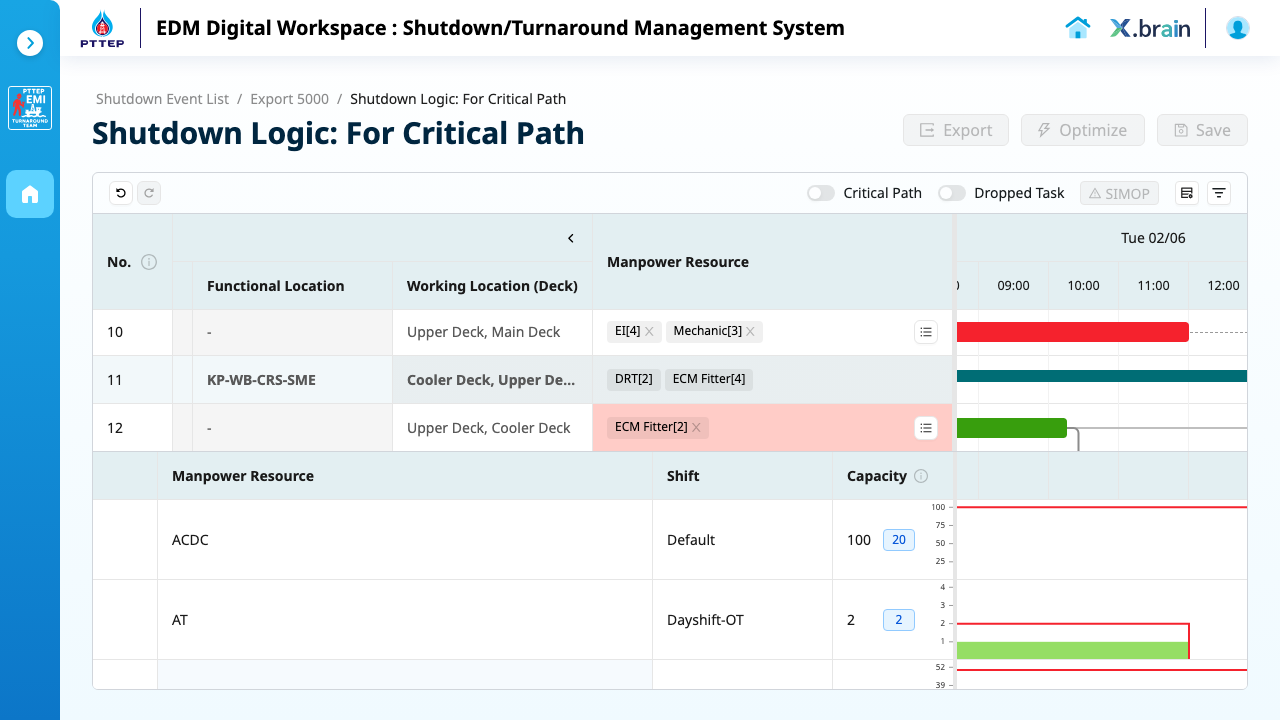 PTTEP
EDM Digital Workspace : Shutdown/Turnaround Management System
X.brain
PTTEP
EMI
TURNAROUND
TEAM
Shutdown Event List / Export 5000 / Shutdown Logic: For Critical Path
Shutdown Logic: For Critical Path
Export
Optimize
Save
Critical Path
Dropped Task
SIMOP
No.
Functional Location
Working Location (Deck)
Manpower Resource
Tue 02/06
09:00 10:00 11:00 12:00
10 - Upper Deck, Main Deck EI[4] Mechanic[3]
11 KP-WB-CRS-SME Cooler Deck, Upper De... DRT[2] ECM Fitter[4]
12 - Upper Deck, Cooler Deck ECM Fitter[2]
Manpower Resource Shift Capacity
ACDC Default 100 20
100
75
50
25
AT Dayshift-OT 2 2
4
3
2
1
52
39